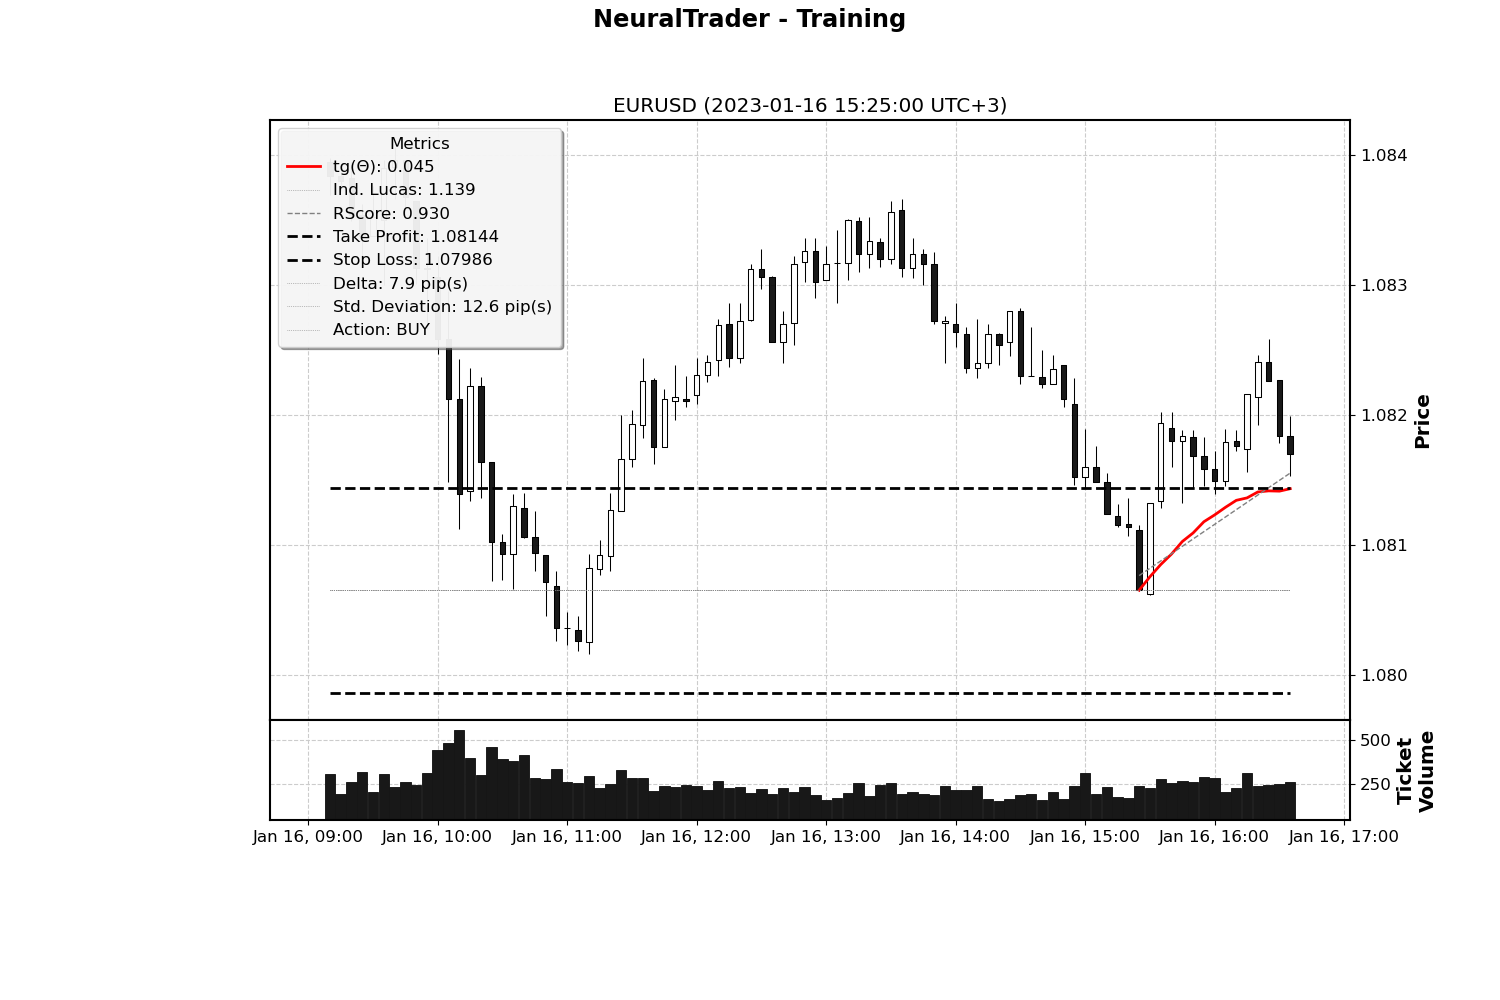 NeuralTrader - Training
EURUSD (2023-01-16 15:25:00 UTC+3)
Metrics
tg(Θ): 0.045
Ind. Lucas: 1.139
RScore: 0.930
Take Profit: 1.08144
Stop Loss: 1.07986
Delta: 7.9 pip(s)
Std. Deviation: 12.6 pip(s)
Action: BUY
1.084
1.083
1.082
1.081
1.080
Price
500
250
Ticket
Volume
Jan 16, 09:00
Jan 16, 10:00
Jan 16, 11:00
Jan 16, 12:00
Jan 16, 13:00
Jan 16, 14:00
Jan 16, 15:00
Jan 16, 16:00
Jan 16, 17:00